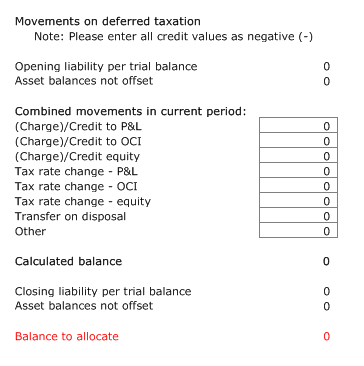 Movements on deferred taxation
Note: Please enter all credit values as negative (-)
Opening liability per trial balance 0
Asset balances not offset 0
Combined movements in current period:
(Charge)/Credit to P&L 0
(Charge)/Credit to OCI 0
(Charge)/Credit equity 0
Tax rate change - P&L 0
Tax rate change - OCI 0
Tax rate change - equity 0
Transfer on disposal 0
Other 0
Calculated balance 0
Closing liability per trial balance 0
Asset balances not offset 0
Balance to allocate 0